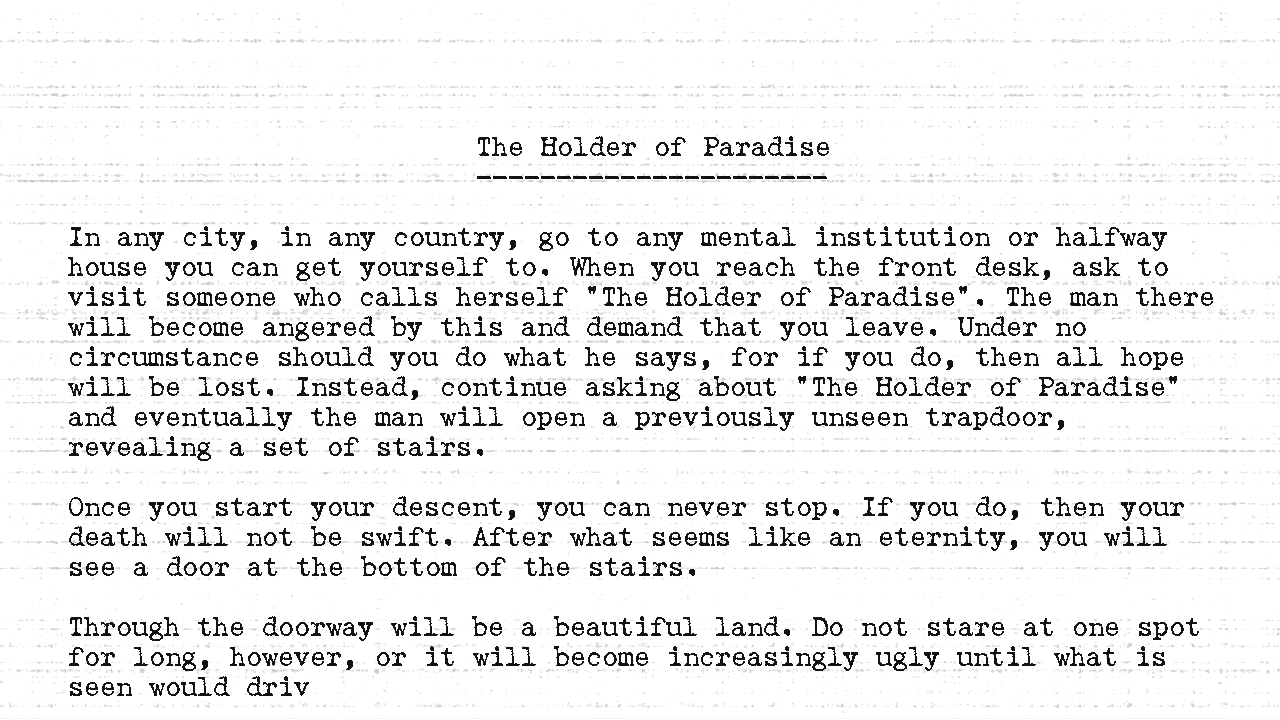 The Holder of Paradise
----------------------
In any city, in any country, go to any mental institution or halfway
house you can get yourself to. When you reach the front desk, ask to
visit someone who calls herself "The Holder of Paradise". The man there
will become angered by this and demand that you leave. Under no
circumstance should you do what he says, for if you do, then all hope
will be lost. Instead, continue asking about "The Holder of Paradise"
and eventually the man will open a previously unseen trapdoor,
revealing a set of stairs.
Once you start your descent, you can never stop. If you do, then your
death will not be swift. After what seems like an eternity, you will
see a door at the bottom of the stairs.
Through the doorway will be a beautiful land. Do not stare at one spot
for long, however, or it will become increasingly ugly until what is
seen would driv